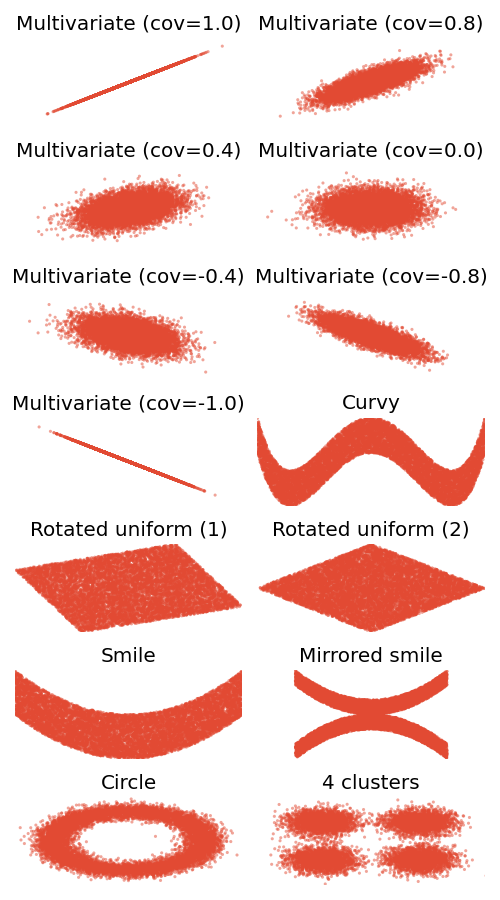 Multivariate (cov=1.0)
Multivariate (cov=0.8)
Multivariate (cov=0.4)
Multivariate (cov=0.0)
Multivariate (cov=-0.4)
Multivariate (cov=-0.8)
Multivariate (cov=-1.0)
Curvy
Rotated uniform (1)
Rotated uniform (2)
Smile
Mirrored smile
Circle
4 clusters